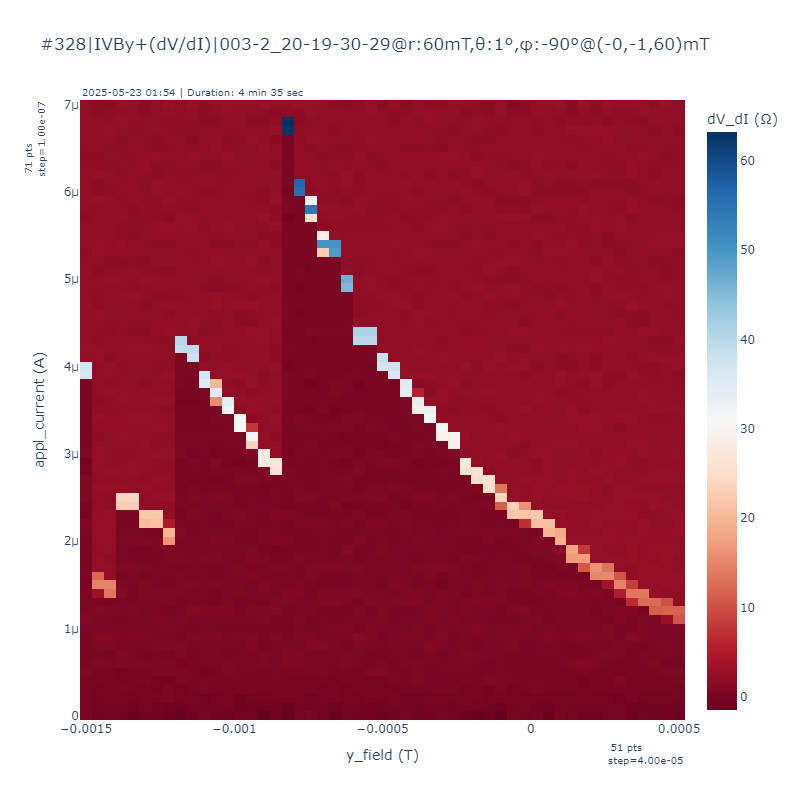 #328|IVBy+(dV/dI)|003-2_20-19-30-29@r:60mT,θ:1°,φ:-90°@(-0,-1,60)mT
2025-05-23 01:54 | Duration: 4 min 35 sec
dV_dI (Ω)
71 pts
step=1.00e-07
appl_current (A)
7μ
6μ
5μ
4μ
3μ
2μ
1μ
0
60
50
40
30
20
10
0
−0.0015
−0.001
−0.0005
0
0.0005
y_field (T)
51 pts
step=4.00e-05